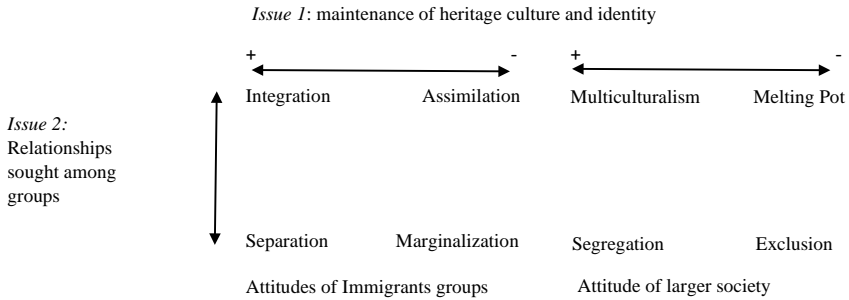 Issue 1: maintenance of heritage culture and identity
+ - + -
Integration Assimilation Multiculturalism Melting Pot
Issue 2:
Relationships
sought among
groups
Separation Marginalization Segregation Exclusion
Attitudes of Immigrants groups Attitude of larger society